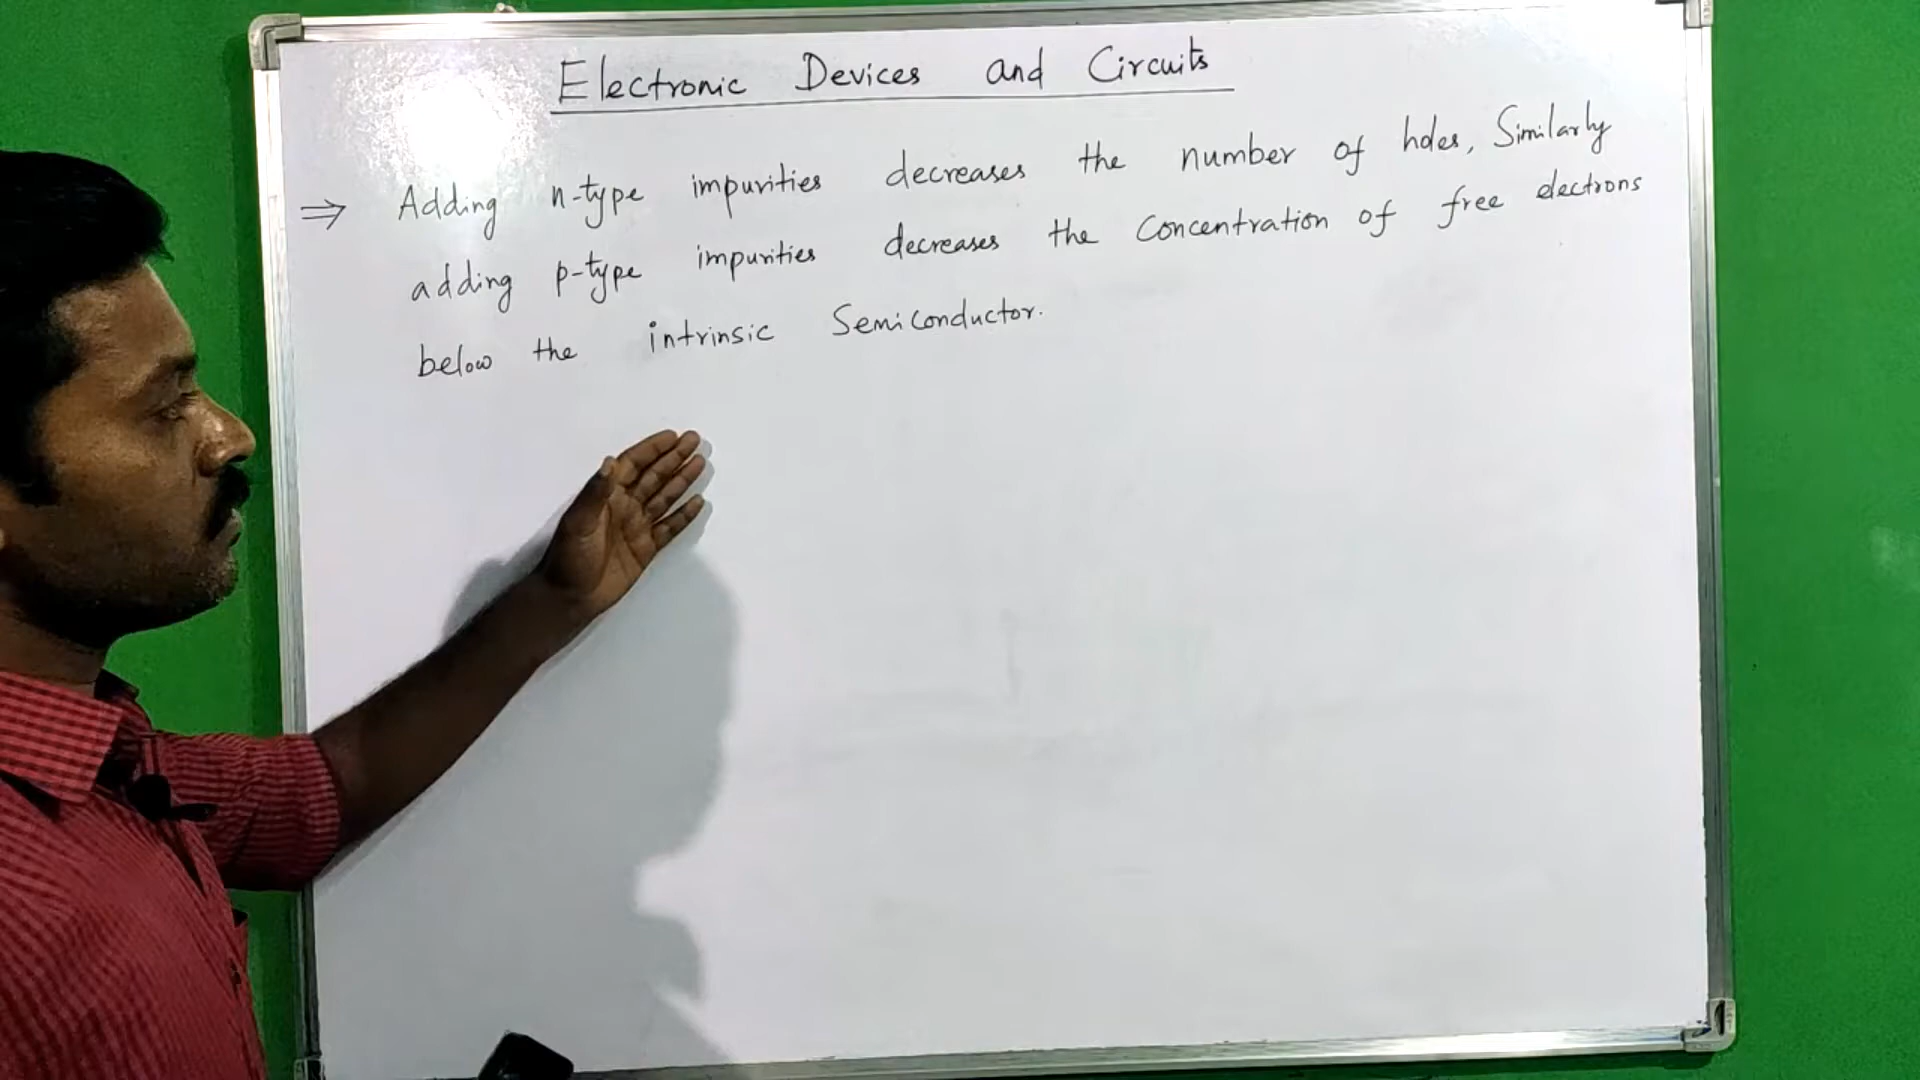 Electronic Devices and Circuits
⇒ Adding n-type impurities decreases the number of holes, Similarly
adding p-type impurities decreases the Concentration of free electrons
below the intrinsic Semiconductor.